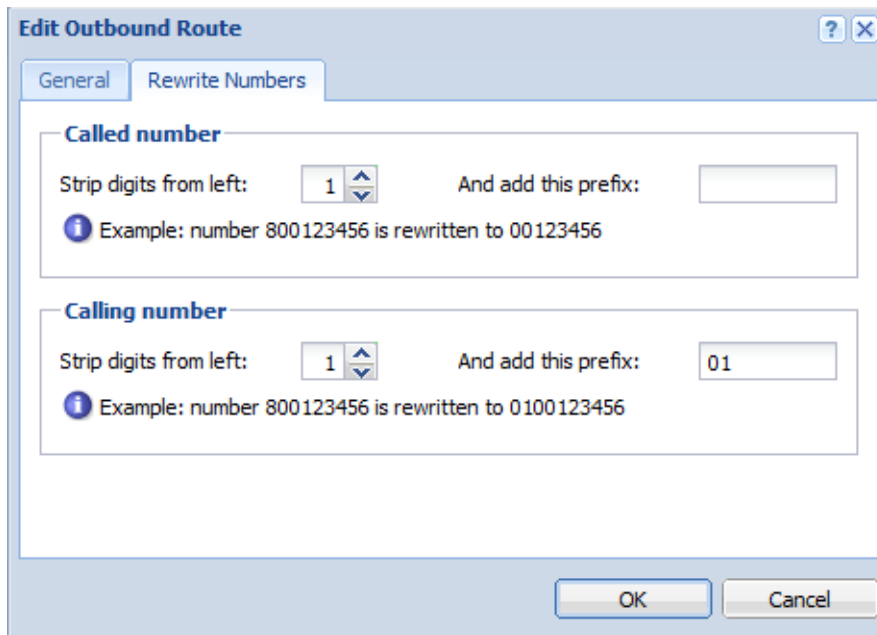 Edit Outbound Route
General Rewrite Numbers
Called number
Strip digits from left: 1 And add this prefix:
Example: number 800123456 is rewritten to 00123456
Calling number
Strip digits from left: 1 And add this prefix: 01
Example: number 800123456 is rewritten to 0100123456
OK Cancel